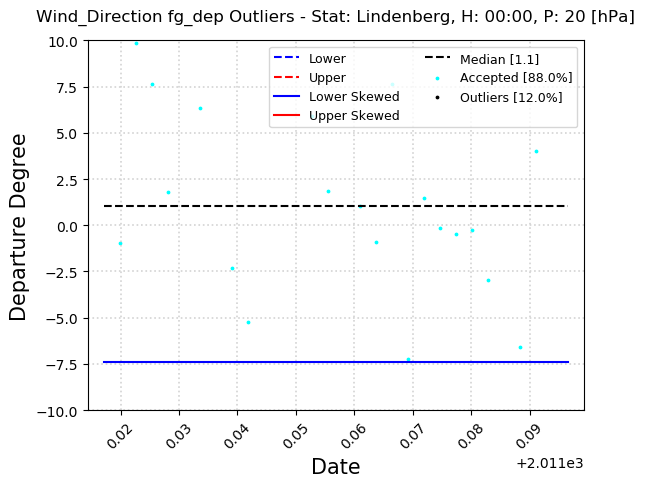 Wind_Direction fg_dep Outliers - Stat: Lindenberg, H: 00:00, P: 20 [hPa]
10.0
7.5
5.0
2.5
0.0
−2.5
−5.0
−7.5
−10.0
Departure Degree
Lower
Upper
Lower Skewed
Upper Skewed
Median [1.1]
Accepted [88.0%]
Outliers [12.0%]
0.02
0.03
0.04
0.05
0.06
0.07
0.08
0.09
+2.011e3
Date